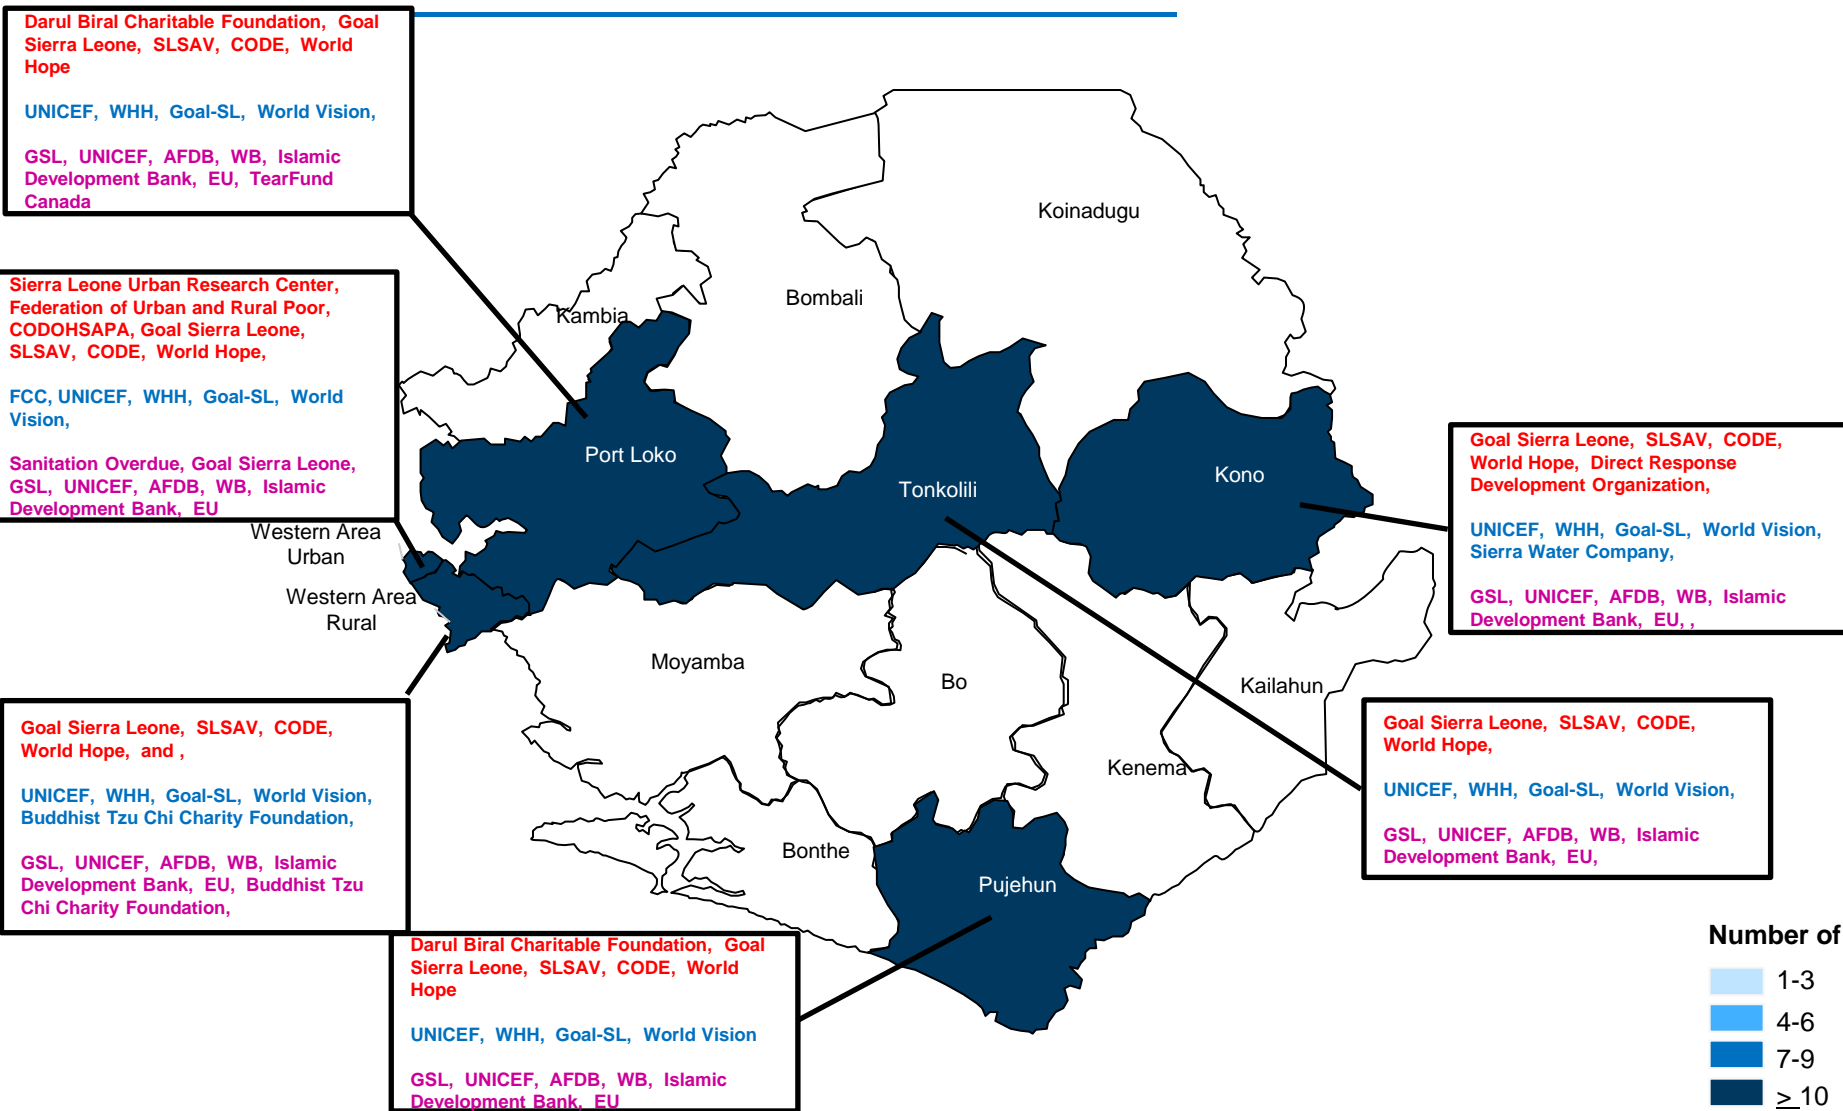 Darul Biral Charitable Foundation, Goal
Sierra Leone, SLSAV, CODE, World
Hope
UNICEF, WHH, Goal-SL, World Vision,
GSL, UNICEF, AFDB, WB, Islamic
Development Bank, EU, TearFund
Canada
Sierra Leone Urban Research Center,
Federation of Urban and Rural Poor,
CODOHSAPA, Goal Sierra Leone,
SLSAV, CODE, World Hope,
FCC, UNICEF, WHH, Goal-SL, World
Vision,
Sanitation Overdue, Goal Sierra Leone,
GSL, UNICEF, AFDB, WB, Islamic
Development Bank, EU
Koinadugu
Bombali
Kambia
Port Loko
Tonkolili
Kono
Western Area
Urban
Western Area
Rural
Moyamba
Bo
Kailahun
Kenema
Bonthe
Pujehun
Goal Sierra Leone, SLSAV, CODE,
World Hope, Direct Response
Development Organization,
UNICEF, WHH, Goal-SL, World Vision,
Sierra Water Company,
GSL, UNICEF, AFDB, WB, Islamic
Development Bank, EU, ,
Goal Sierra Leone, SLSAV, CODE,
World Hope, and ,
UNICEF, WHH, Goal-SL, World Vision,
Buddhist Tzu Chi Charity Foundation,
GSL, UNICEF, AFDB, WB, Islamic
Development Bank, EU, Buddhist Tzu
Chi Charity Foundation,
Goal Sierra Leone, SLSAV, CODE,
World Hope,
UNICEF, WHH, Goal-SL, World Vision,
GSL, UNICEF, AFDB, WB, Islamic
Development Bank, EU,
Darul Biral Charitable Foundation, Goal
Sierra Leone, SLSAV, CODE, World
Hope
UNICEF, WHH, Goal-SL, World Vision
GSL, UNICEF, AFDB, WB, Islamic
Development Bank, EU
Number of
1-3
4-6
7-9
> 10